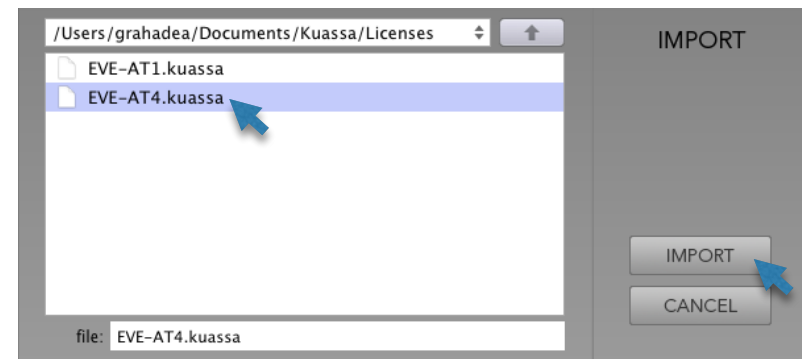 /Users/grahadea/Documents/Kuassa/Licenses
IMPORT
EVE-AT1.kuassa
EVE-AT4.kuassa
IMPORT
CANCEL
file: EVE-AT4.kuassa